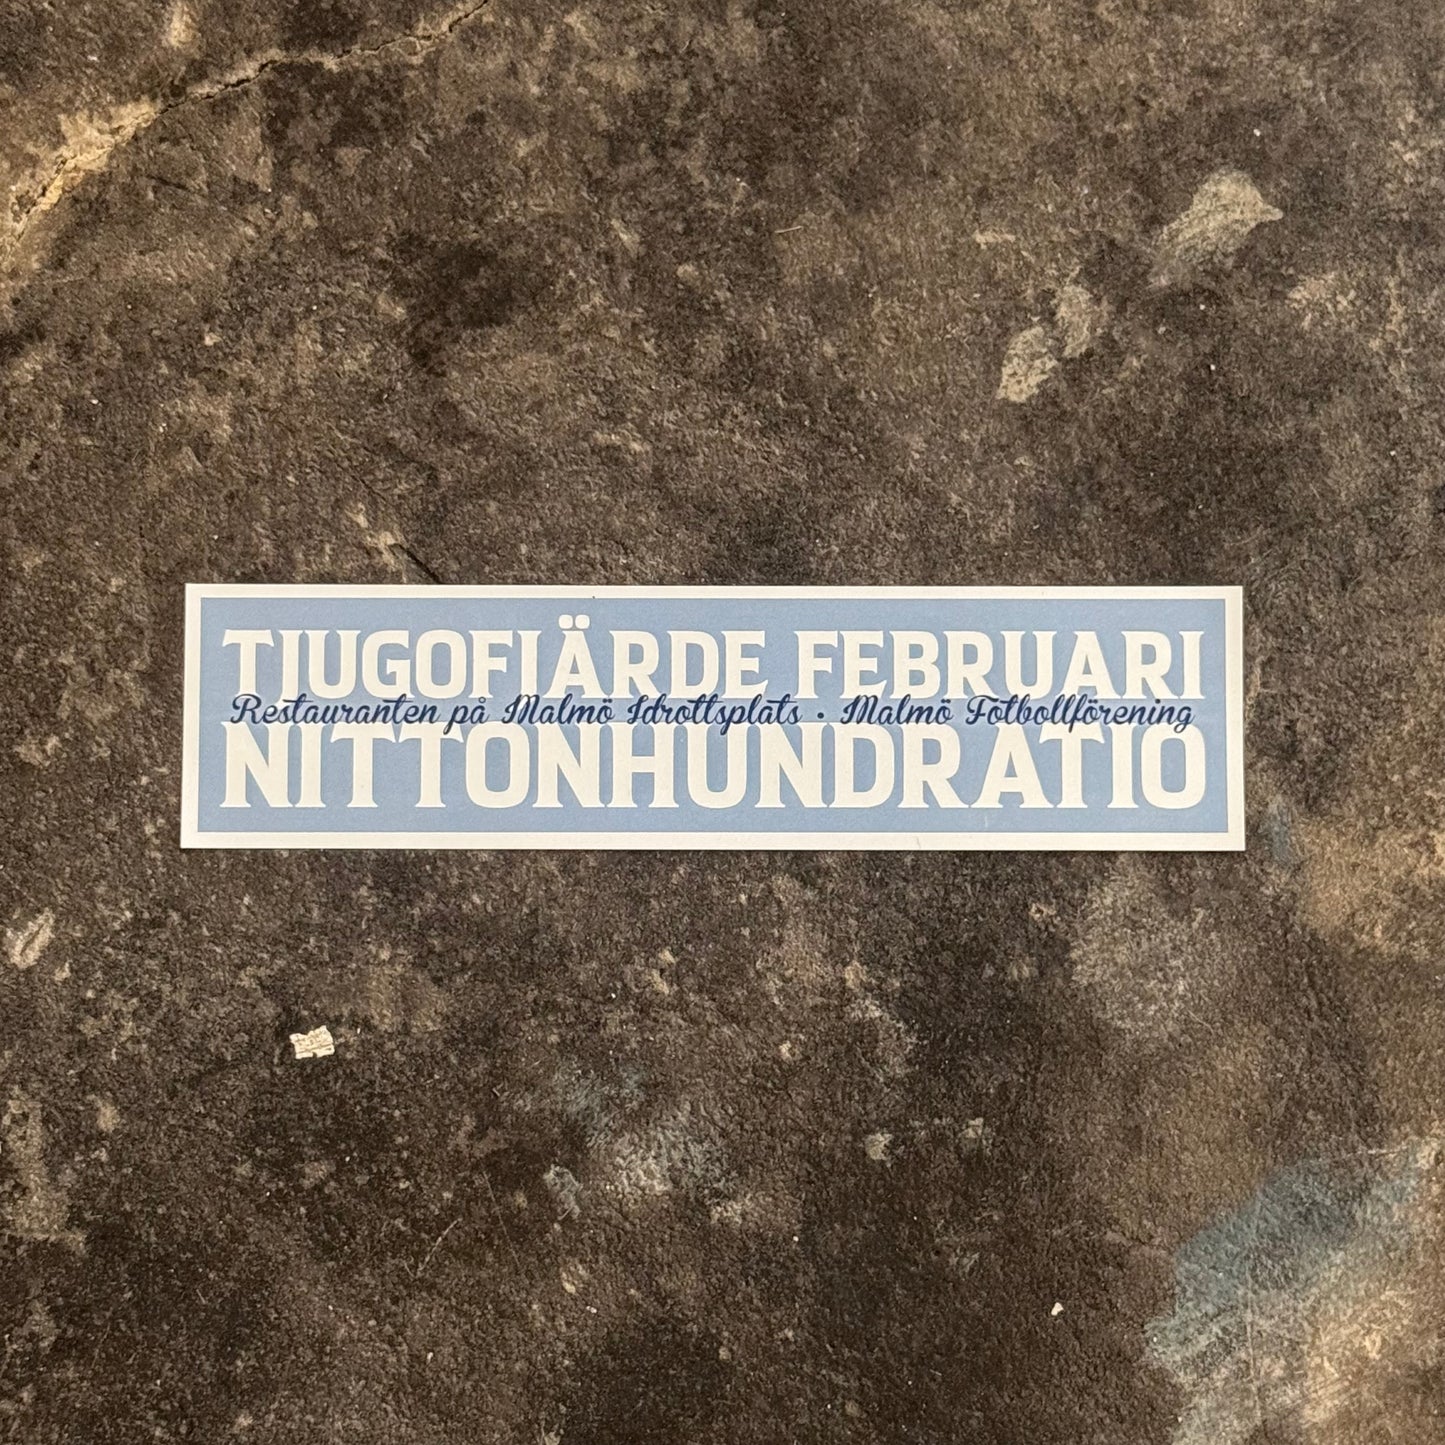 TJUGOFJÄRDE FEBRUARI
Restauranten på Malmö Idrottsplats · Malmö Fotbollförening
NITTONHUNDRATIO